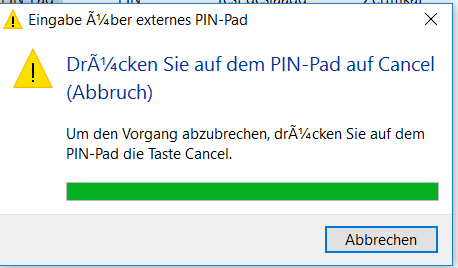 Eingabe Ã¼ber externes PIN-Pad
DrÃ¼cken Sie auf dem PIN-Pad auf Cancel
(Abbruch)
Um den Vorgang abzubrechen, drÃ¼cken Sie auf dem
PIN-Pad die Taste Cancel.
Abbrechen